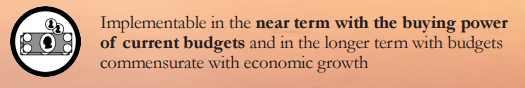 Implementable in the near term with the buying power
of current budgets and in the longer term with budgets
commensurate with economic growth